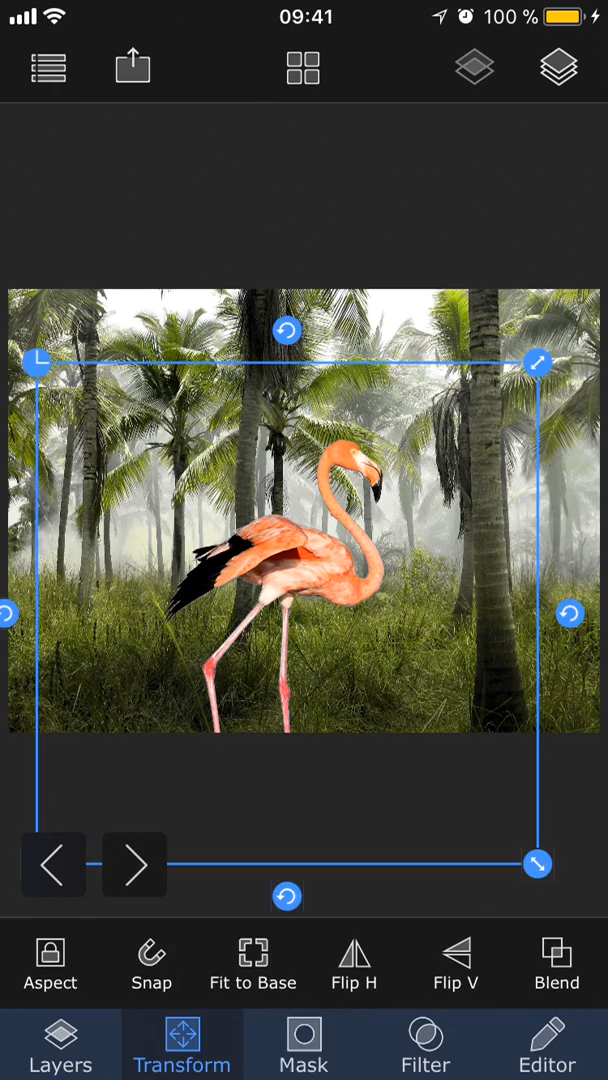 09:41
100 %
Aspect
Snap
Fit to Base
Flip H
Flip V
Blend
Layers
Transform
Mask
Filter
Editor